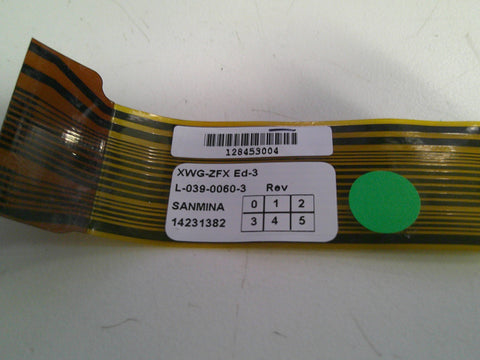 128453004
XWG-ZFX Ed-3
L-039-0060-3 Rev
SANMINA 0 1 2
14231382 3 4 5